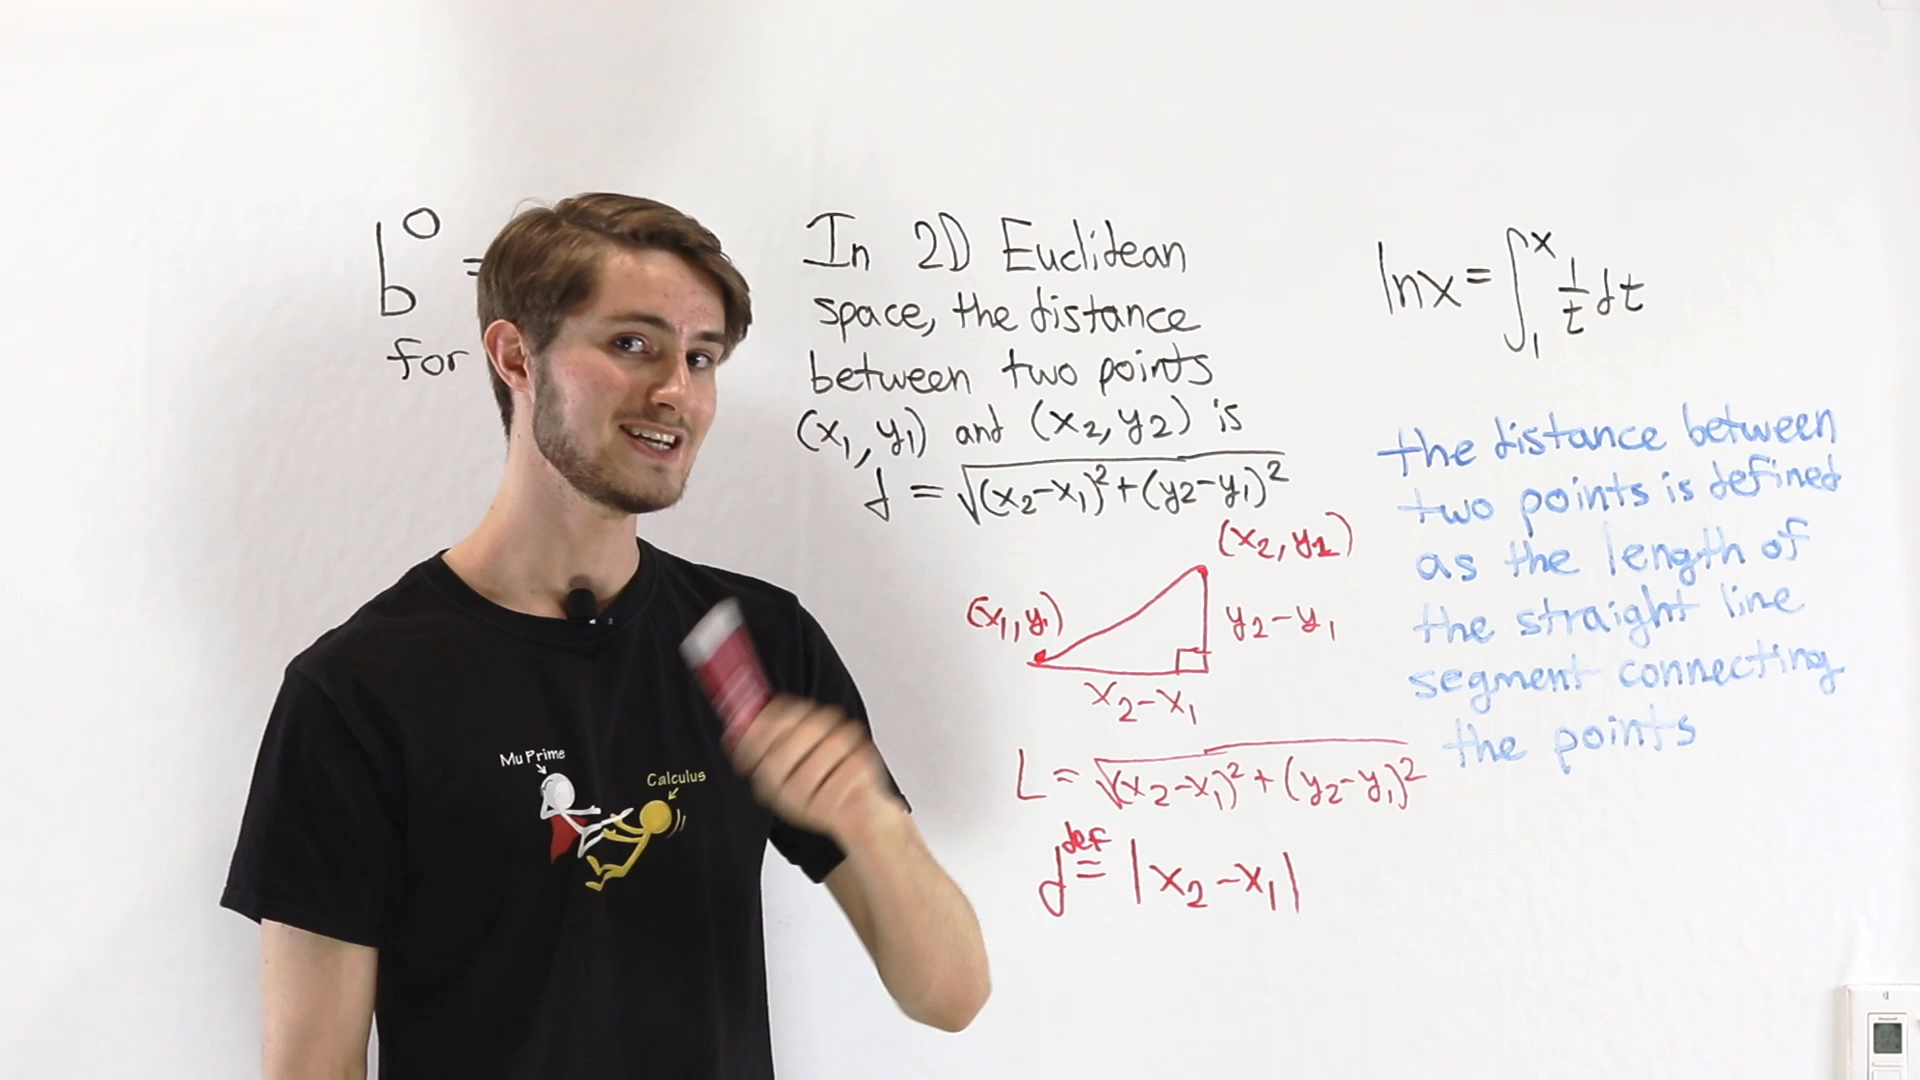 b⁰ =
for
In 2D Euclidean
space, the distance
between two points
(x₁, y₁) and (x₂, y₂) is
d = √(x₂-x₁)²+(y₂-y₁)²
(x₂, y₂)
(x₁, y₁)
y₂-y₁
x₂-x₁
L = √(x₂-x₁)²+(y₂-y₁)²
d def= |x₂-x₁|
lnx = ∫₁ˣ 1/t dt
the distance between
two points is defined
as the length of
the straight line
segment connecting
the points
Mu Prime
Calculus